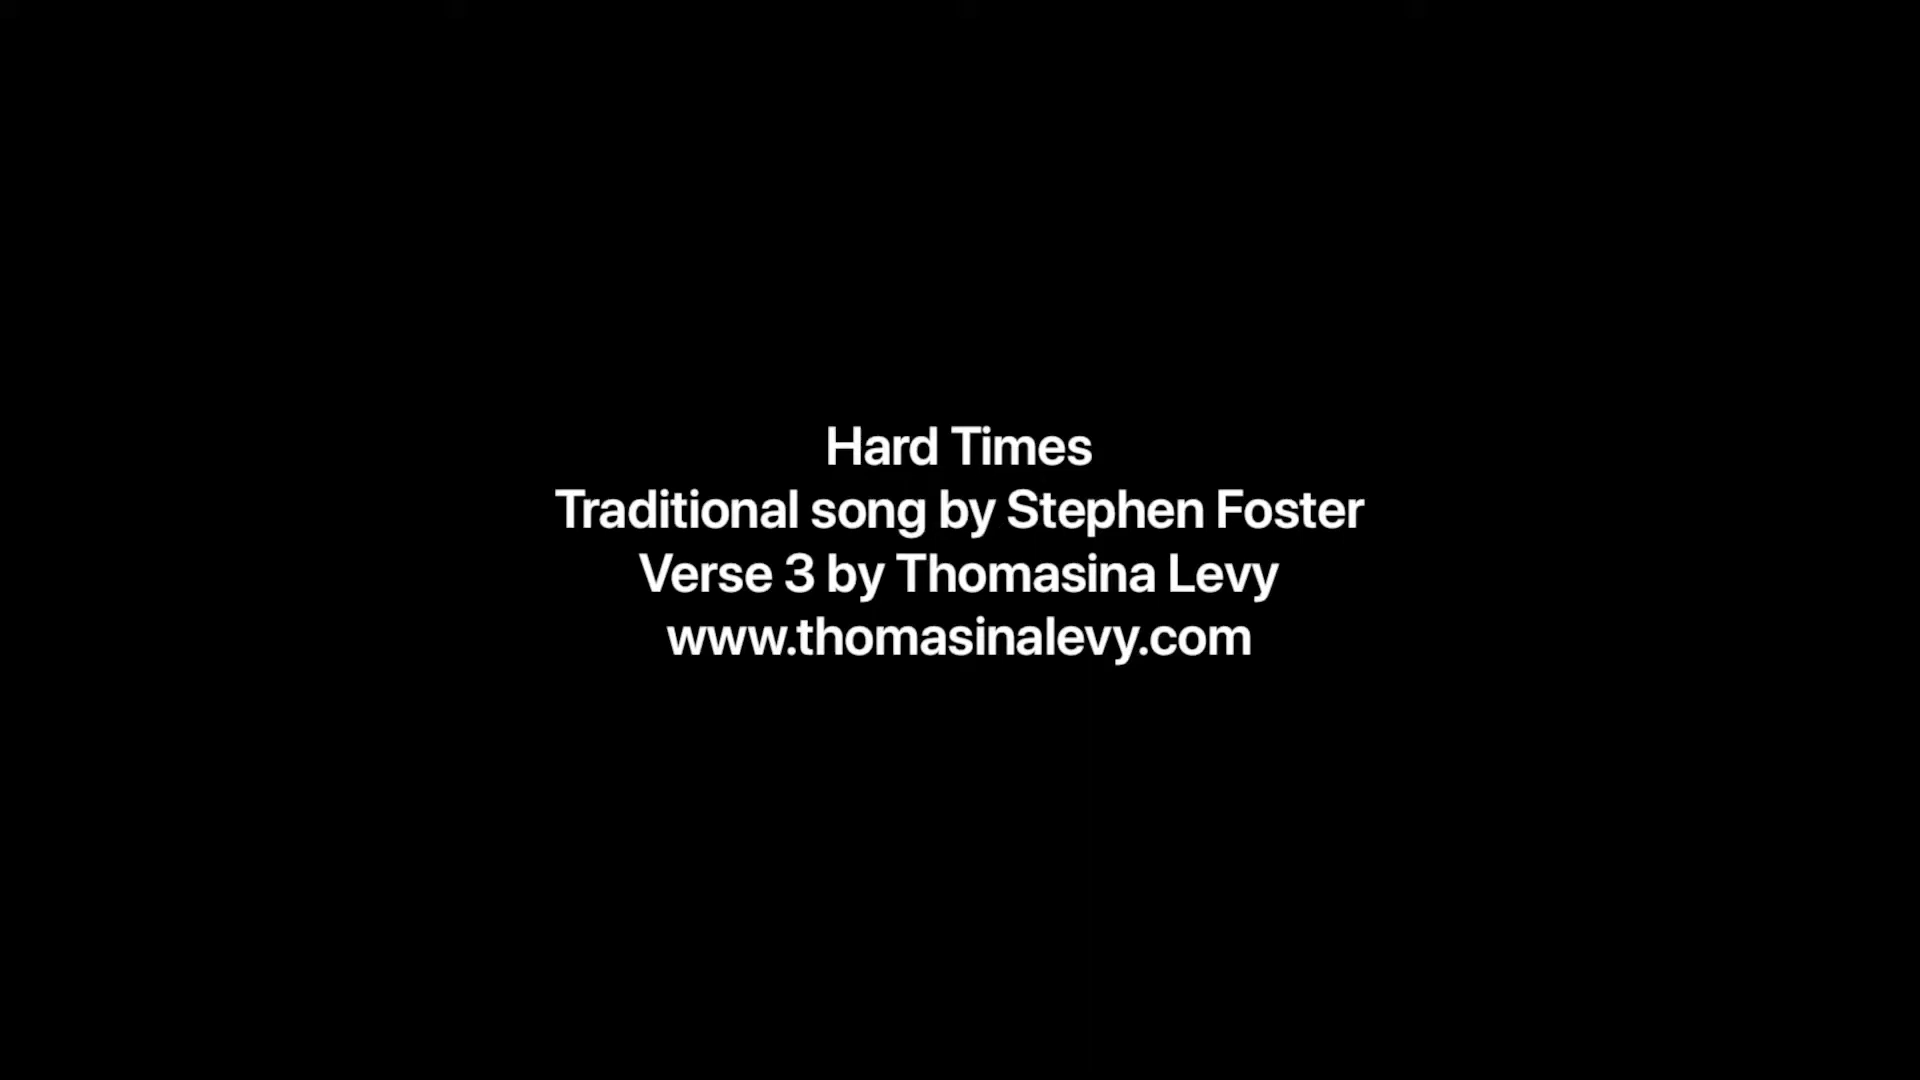 Hard Times
Traditional song by Stephen Foster
Verse 3 by Thomasina Levy
www.thomasinalevy.com